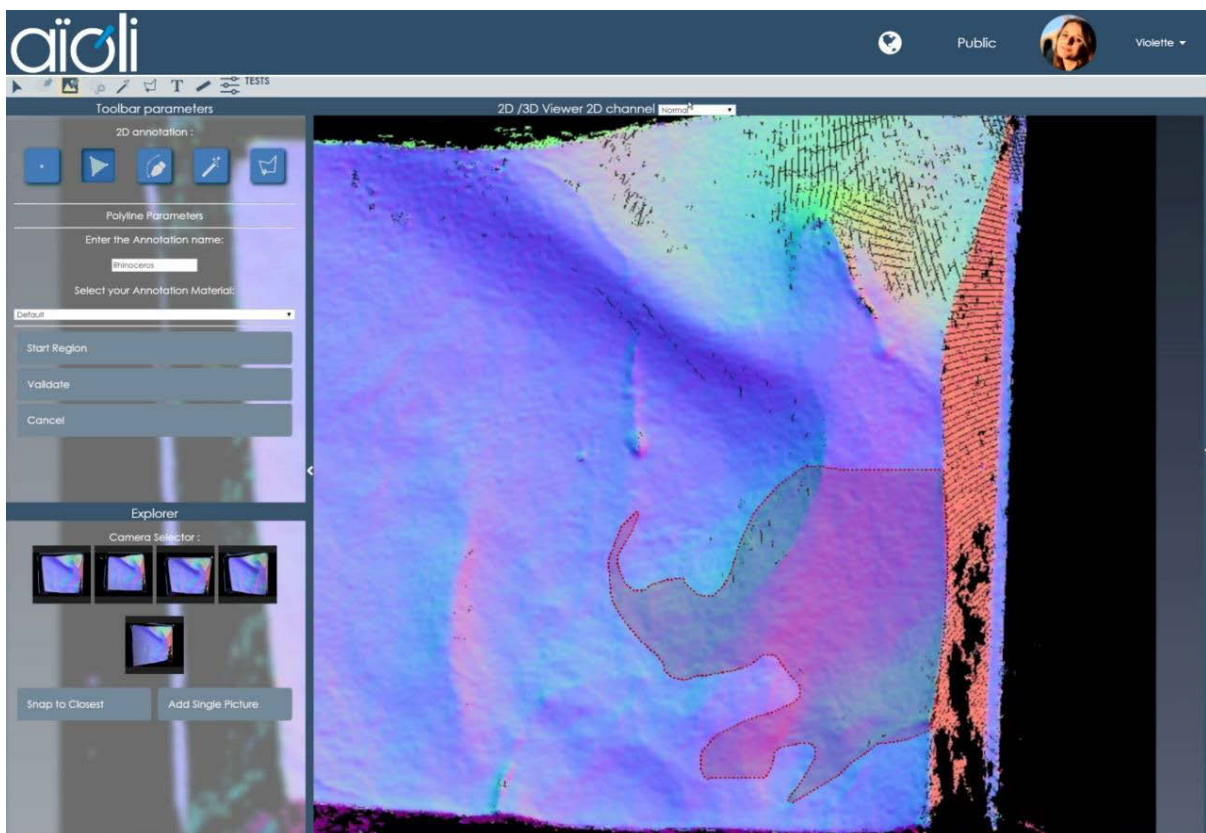 aïoli
Public
Violette
T
TESTS
Toolbar parameters
2D /3D Viewer 2D channel Normal
2D annotation :
Polyline Parameters
Enter the Annotation name:
Rhinoceros
Select your Annotation Material:
Default
Start Region
Validate
Cancel
Explorer
Camera Selector :
Snap to Closest
Add Single Picture